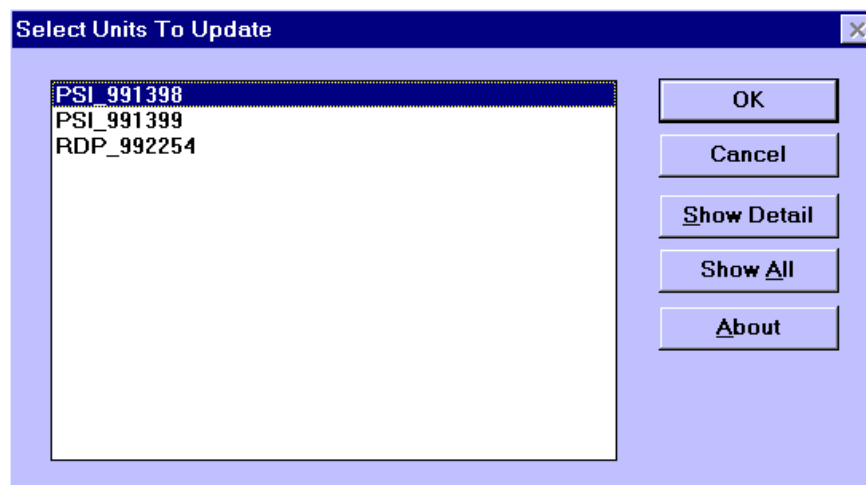 Select Units To Update
PSI_991398
PSI_991399
RDP_992254
OK
Cancel
Show Detail
Show All
About